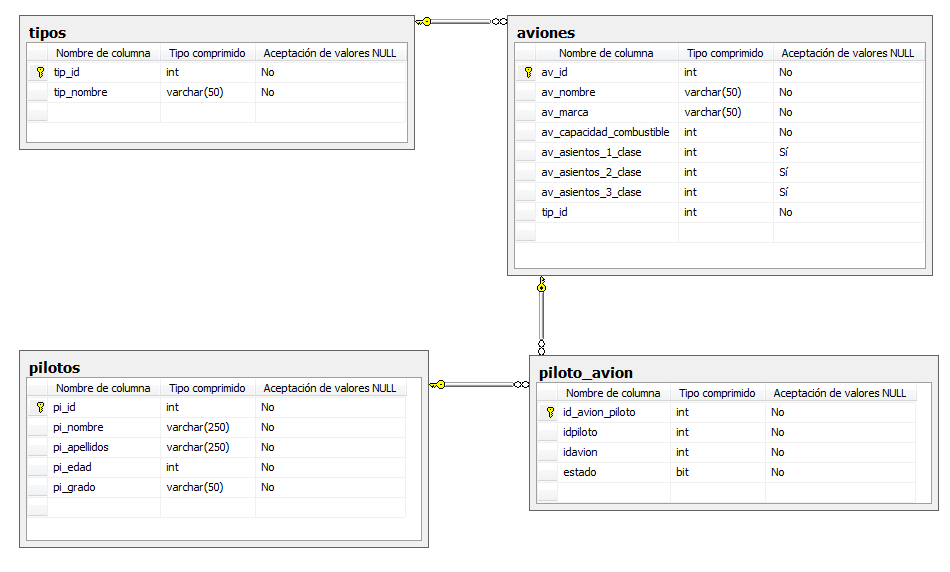 tipos
Nombre de columna Tipo comprimido Aceptación de valores NULL
tip_id int No
tip_nombre varchar(50) No
aviones
Nombre de columna Tipo comprimido Aceptación de valores NULL
av_id int No
av_nombre varchar(50) No
av_marca varchar(50) No
av_capacidad_combustible int No
av_asientos_1_clase int Sí
av_asientos_2_clase int Sí
av_asientos_3_clase int Sí
tip_id int No
pilotos
Nombre de columna Tipo comprimido Aceptación de valores NULL
pi_id int No
pi_nombre varchar(250) No
pi_apellidos varchar(250) No
pi_edad int No
pi_grado varchar(50) No
piloto_avion
Nombre de columna Tipo comprimido Aceptación de valores NULL
id_avion_piloto int No
idpiloto int No
idavion int No
estado bit No